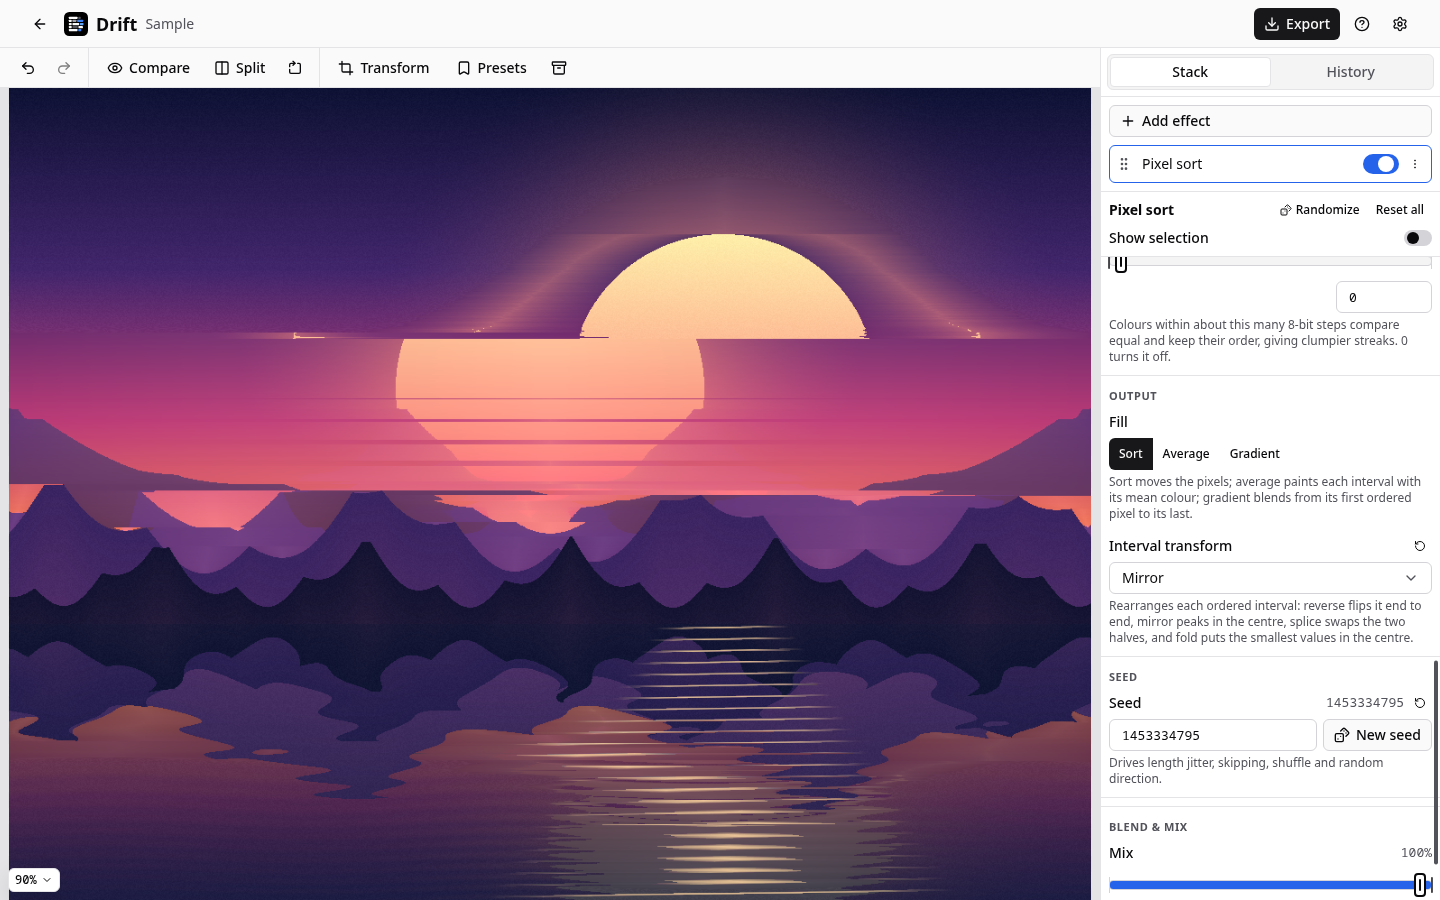 Drift Sample
Export
Compare
Split
Transform
Presets
Stack
History
Add effect
Pixel sort
Pixel sort
Randomize
Reset all
Show selection
0
Colours within about this many 8-bit steps compare
equal and keep their order, giving clumpier streaks. 0
turns it off.
OUTPUT
Fill
Sort
Average
Gradient
Sort moves the pixels; average paints each interval with
its mean colour; gradient blends from its first ordered
pixel to its last.
Interval transform
Mirror
Rearranges each ordered interval: reverse flips it end to
end, mirror peaks in the centre, splice swaps the two
halves, and fold puts the smallest values in the centre.
SEED
Seed
1453334795
1453334795
New seed
Drives length jitter, skipping, shuffle and random
direction.
BLEND & MIX
Mix
100%
90%